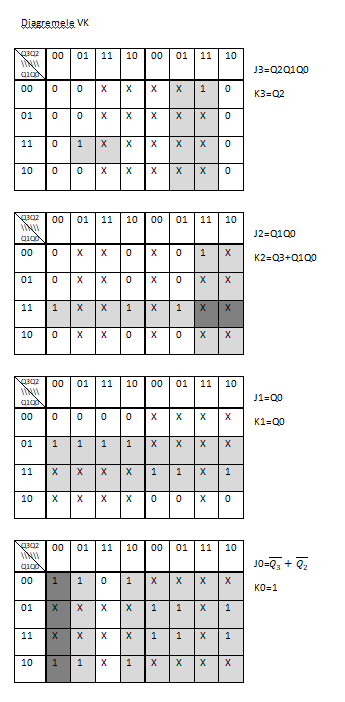 Diagremele VK
Q3Q2 \\\\\\ Q1Q0 00 01 11 10 00 01 11 10
00 0 0 X X X X 1 0
01 0 0 X X X X X 0
11 0 1 X X X X X 0
10 0 0 X X X X X 0
J3=Q2Q1Q0
K3=Q2
Q3Q2 \\\\\\ Q1Q0 00 01 11 10 00 01 11 10
00 0 X X 0 X 0 1 X
01 0 X X 0 X 0 X X
11 1 X X 1 X 1 X X
10 0 X X 0 X 0 X X
J2=Q1Q0
K2=Q3+Q1Q0
Q3Q2 \\\\\\ Q1Q0 00 01 11 10 00 01 11 10
00 0 0 0 0 X X X X
01 1 1 1 1 X X X X
11 X X X X 1 1 X 1
10 X X X X 0 0 X 0
J1=Q0
K1=Q0
Q3Q2 \\\\\\ Q1Q0 00 01 11 10 00 01 11 10
00 1 1 0 1 X X X X
01 X X X X 1 1 X 1
11 X X X X 1 1 X 1
10 1 1 X 1 X X X X
J0=Q̅₃ + Q̅₂
K0=1